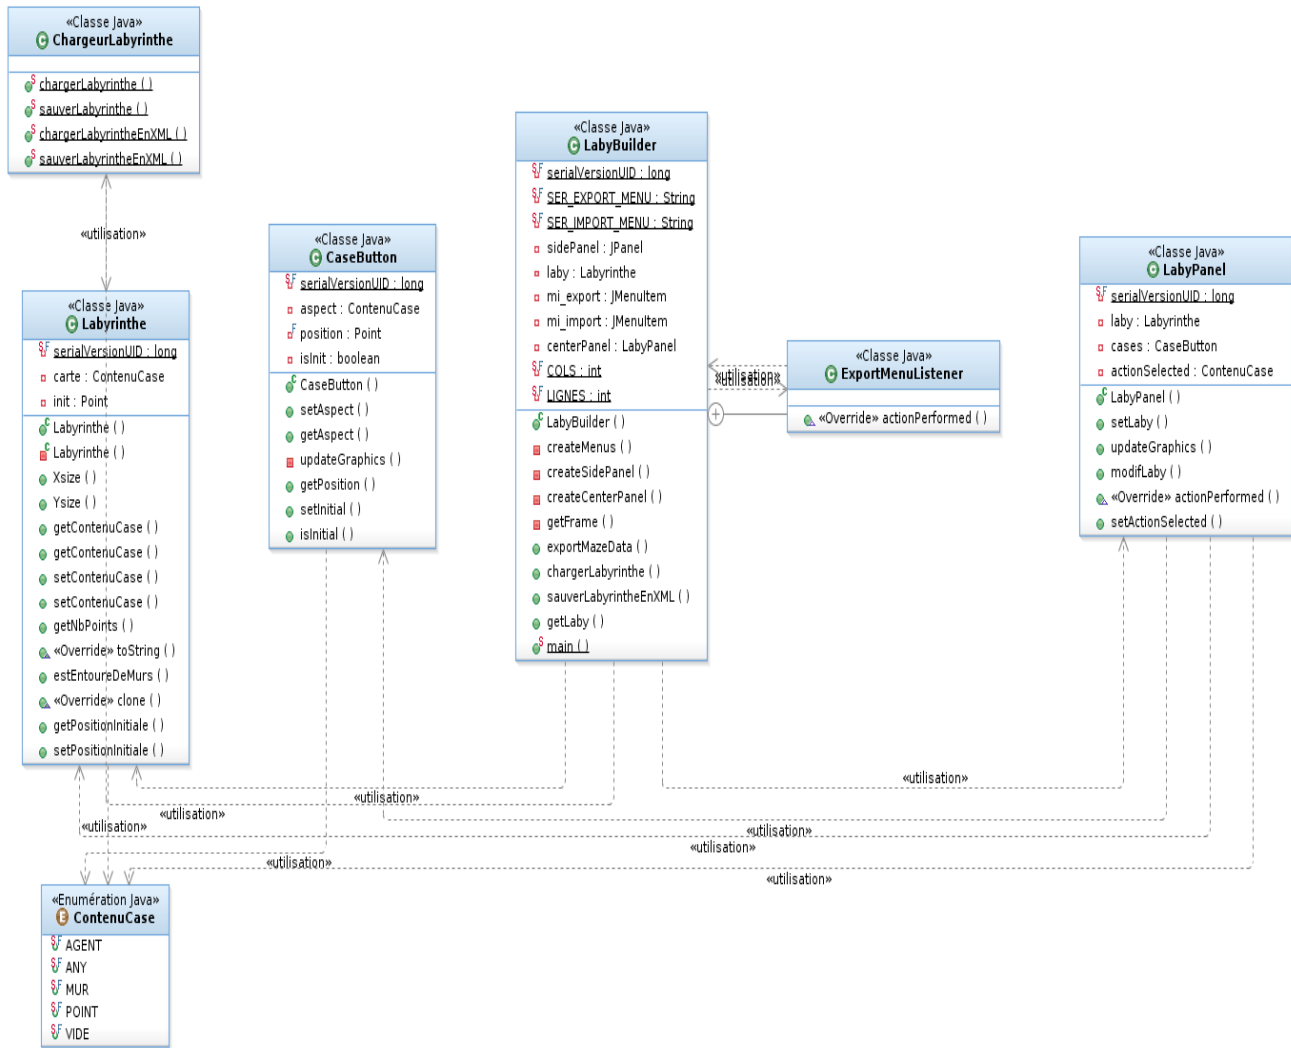 «Classe Java»
ChargeurLabyrinthe
chargerLabyrinthe ( )
sauverLabyrinthe ( )
chargerLabyrintheEnXML ( )
sauverLabyrintheEnXML ( )
«utilisation»
«Classe Java»
Labyrinthe
serialVersionUID : long
carte : ContenuCase
init : Point
Labyrinthe ( )
Labyrinthe ( )
Xsize ( )
Ysize ( )
getContenuCase ( )
getContenuCase ( )
setContenuCase ( )
setContenuCase ( )
getNbPoints ( )
«Override» toString ( )
estEntoureDeMurs ( )
«Override» clone ( )
getPositionInitiale ( )
setPositionInitiale ( )
«Classe Java»
CaseButton
serialVersionUID : long
aspect : ContenuCase
position : Point
isInit : boolean
CaseButton ( )
setAspect ( )
getAspect ( )
updateGraphics ( )
getPosition ( )
setInitial ( )
isInitial ( )
«Classe Java»
LabyBuilder
serialVersionUID : long
SER_EXPORT_MENU : String
SER_IMPORT_MENU : String
sidePanel : JPanel
laby : Labyrinthe
mi_export : JMenuItem
mi_import : JMenuItem
centerPanel : LabyPanel
COLS : int
LIGNES : int
LabyBuilder ( )
createMenus ( )
createSidePanel ( )
createCenterPanel ( )
getFrame ( )
exportMazeData ( )
chargerLabyrinthe ( )
sauverLabyrintheEnXML ( )
getLaby ( )
main ( )
«utilisation»
«utilisation»
«Classe Java»
ExportMenuListener
«Override» actionPerformed ( )
«Classe Java»
LabyPanel
serialVersionUID : long
laby : Labyrinthe
cases : CaseButton
actionSelected : ContenuCase
LabyPanel ( )
setLaby ( )
updateGraphics ( )
modifLaby ( )
«Override» actionPerformed ( )
setActionSelected ( )
«utilisation»
«utilisation»
«utilisation»
«utilisation»
«utilisation»
«utilisation»
«utilisation»
«utilisation»
«Enumération Java»
ContenuCase
AGENT
ANY
MUR
POINT
VIDE